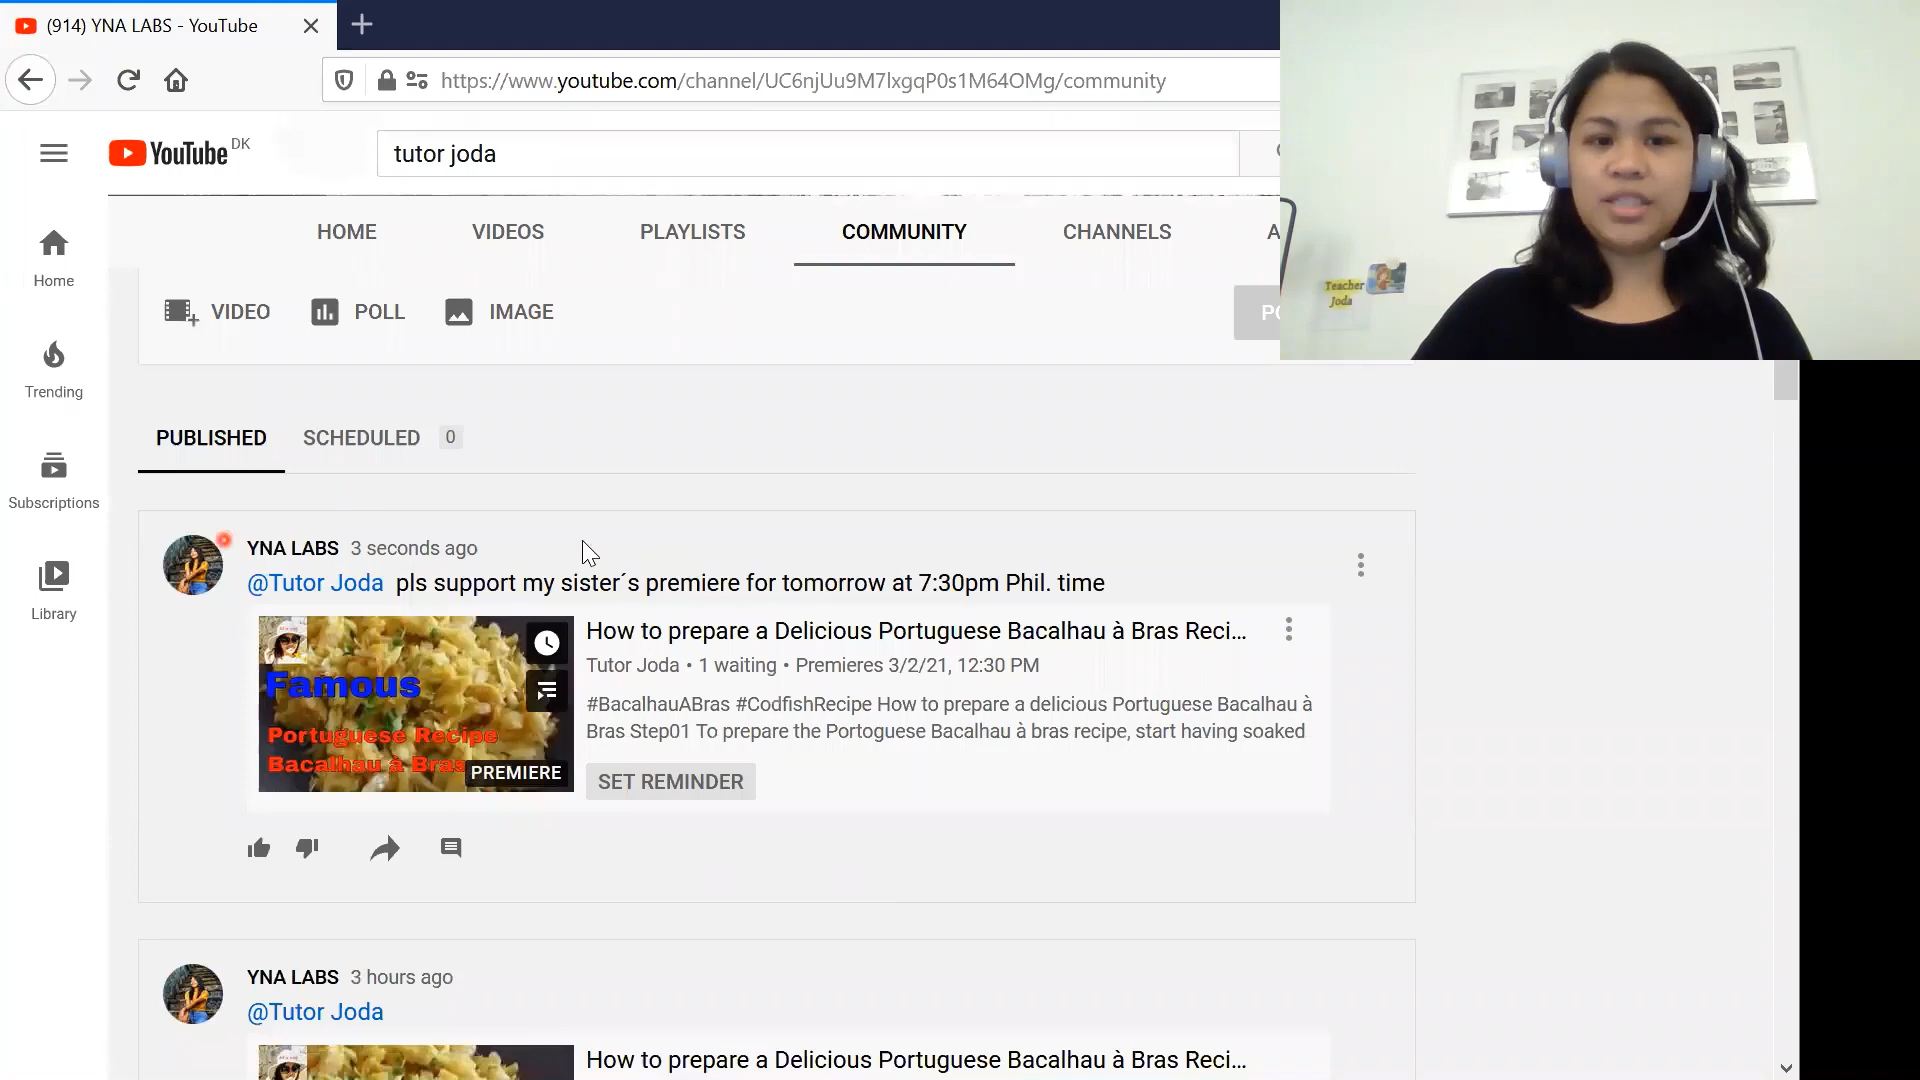 (914) YNA LABS - YouTube
https://www.youtube.com/channel/UC6njUu9M7lxgqP0s1M64OMg/community
YouTube DK
tutor joda
HOME VIDEOS PLAYLISTS COMMUNITY CHANNELS A
Teacher
Joda
Home
VIDEO POLL IMAGE
Trending
PUBLISHED SCHEDULED 0
Subscriptions
YNA LABS 3 seconds ago
@Tutor Joda pls support my sister´s premiere for tomorrow at 7:30pm Phil. time
Library
Famous
Portuguese Recipe
Bacalhau à Bras
PREMIERE
How to prepare a Delicious Portuguese Bacalhau à Bras Reci...
Tutor Joda • 1 waiting • Premieres 3/2/21, 12:30 PM
#BacalhauABras #CodfishRecipe How to prepare a delicious Portuguese Bacalhau à
Bras Step01 To prepare the Portoguese Bacalhau à bras recipe, start having soaked
SET REMINDER
YNA LABS 3 hours ago
@Tutor Joda
How to prepare a Delicious Portuguese Bacalhau à Bras Reci...